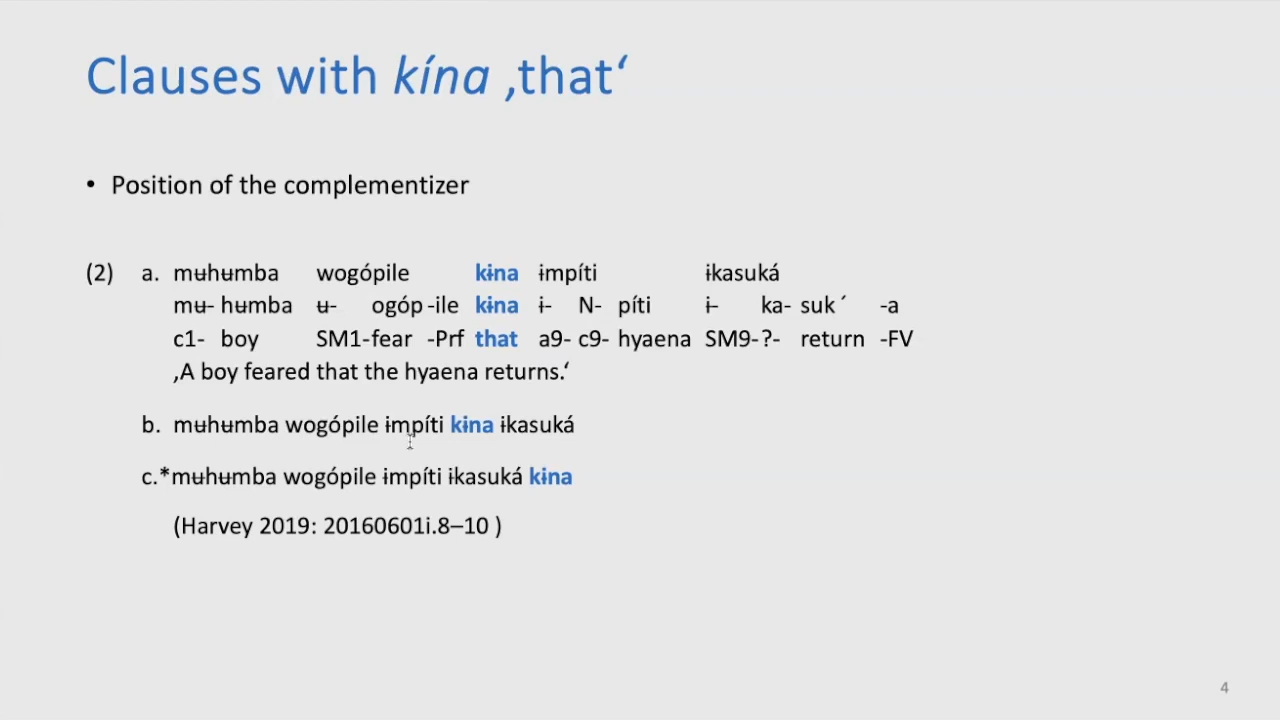 Clauses with kína ‚that‘
• Position of the complementizer
(2) a. mʉhʉmba wogópile kɨna ɨmpíti ɨkasuká
mʉ- hʉmba ʉ- ogóp -ile kɨna ɨ- N- píti ɨ- ka- suk ´ -a
c1- boy SM1-fear -Prf that a9- c9- hyaena SM9-?- return -FV
‚A boy feared that the hyaena returns.‘
b. mʉhʉmba wogópile ɨmpíti kɨna ɨkasuká
c.*mʉhʉmba wogópile ɨmpíti ɨkasuká kɨna
(Harvey 2019: 20160601i.8–10 )
4